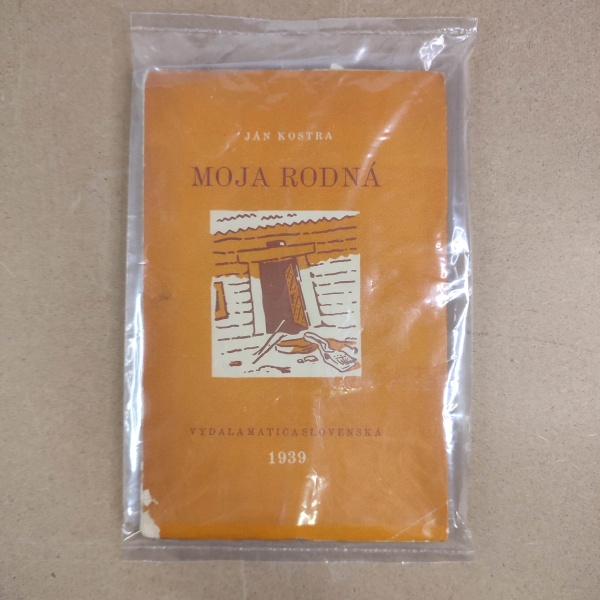 JÁN KOSTRA
MOJA RODNÁ
VYDALA MATICA SLOVENSKÁ
1939